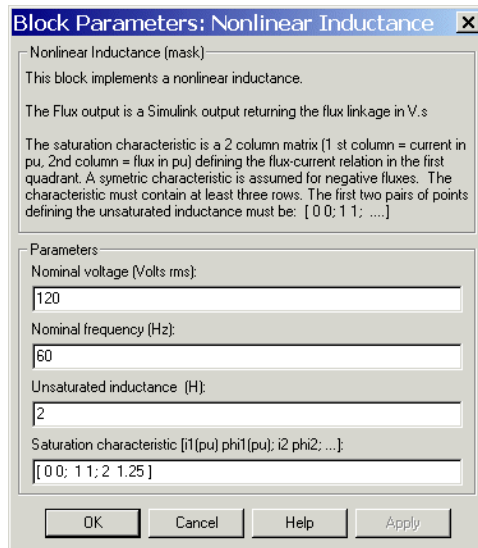 Block Parameters: Nonlinear Inductance
Nonlinear Inductance (mask)
This block implements a nonlinear inductance.
The Flux output is a Simulink output returning the flux linkage in V.s
The saturation characteristic is a 2 column matrix (1 st column = current in
pu, 2nd column = flux in pu) defining the flux-current relation in the first
quadrant. A symetric characteristic is assumed for negative fluxes. The
characteristic must contain at least three rows. The first two pairs of points
defining the unsaturated inductance must be: [ 0 0; 1 1; ....]
Parameters
Nominal voltage (Volts rms):
120
Nominal frequency (Hz):
60
Unsaturated inductance (H):
2
Saturation characteristic [i1(pu) phi1(pu); i2 phi2; ...]:
[ 0 0; 1 1; 2 1.25 ]
OK Cancel Help Apply